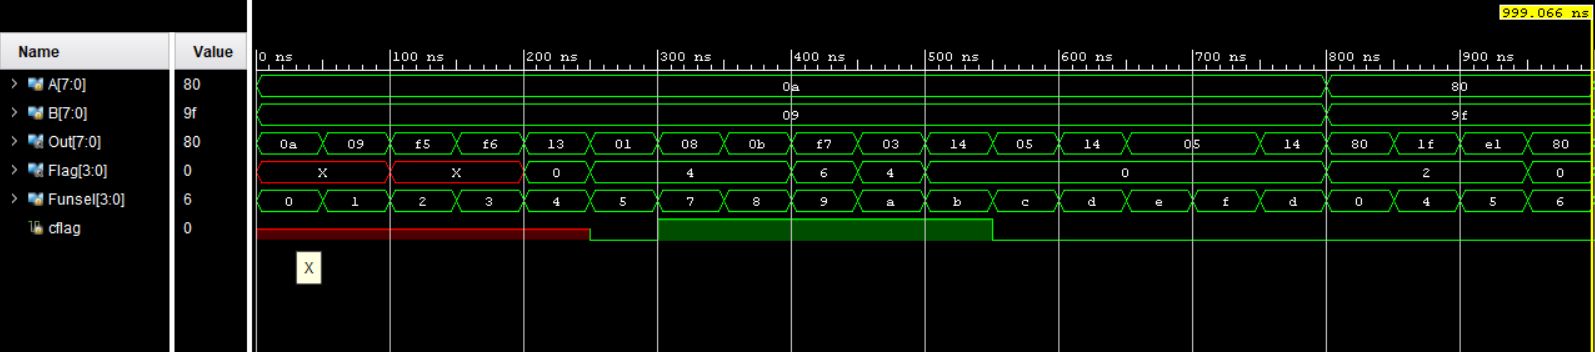 999.066 ns
Name Value 0 ns 100 ns 200 ns 300 ns 400 ns 500 ns 600 ns 700 ns 800 ns 900 ns
A[7:0] 80 0a 80
B[7:0] 9f 09 9f
Out[7:0] 80 0a 09 f5 f6 13 01 08 0b f7 03 14 05 14 05 14 80 1f e1 80
Flag[3:0] 0 X X 0 4 6 4 0 2 0
Funsel[3:0] 6 0 1 2 3 4 5 7 8 9 a b c d e f d 0 4 5 6
cflag 0
X